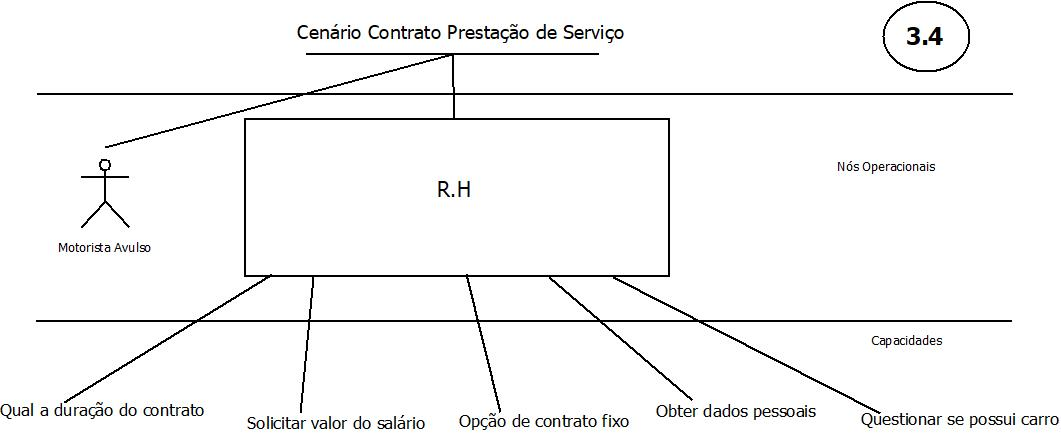 Cenário Contrato Prestação de Serviço
3.4
R.H
Nós Operacionais
Motorista Avulso
Capacidades
Qual a duração do contrato
Solicitar valor do salário
Opção de contrato fixo
Obter dados pessoais
Questionar se possui carro